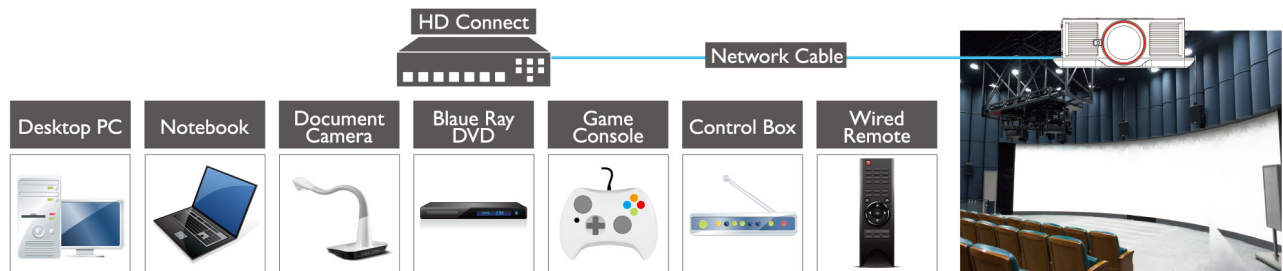 HD Connect
Network Cable
Desktop PC
Notebook
Document
Camera
Blaue Ray
DVD
Game
Console
Control Box
Wired
Remote